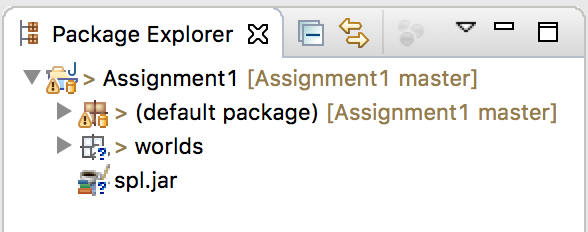 Package Explorer
> Assignment1 [Assignment1 master]
> (default package) [Assignment1 master]
> worlds
spl.jar